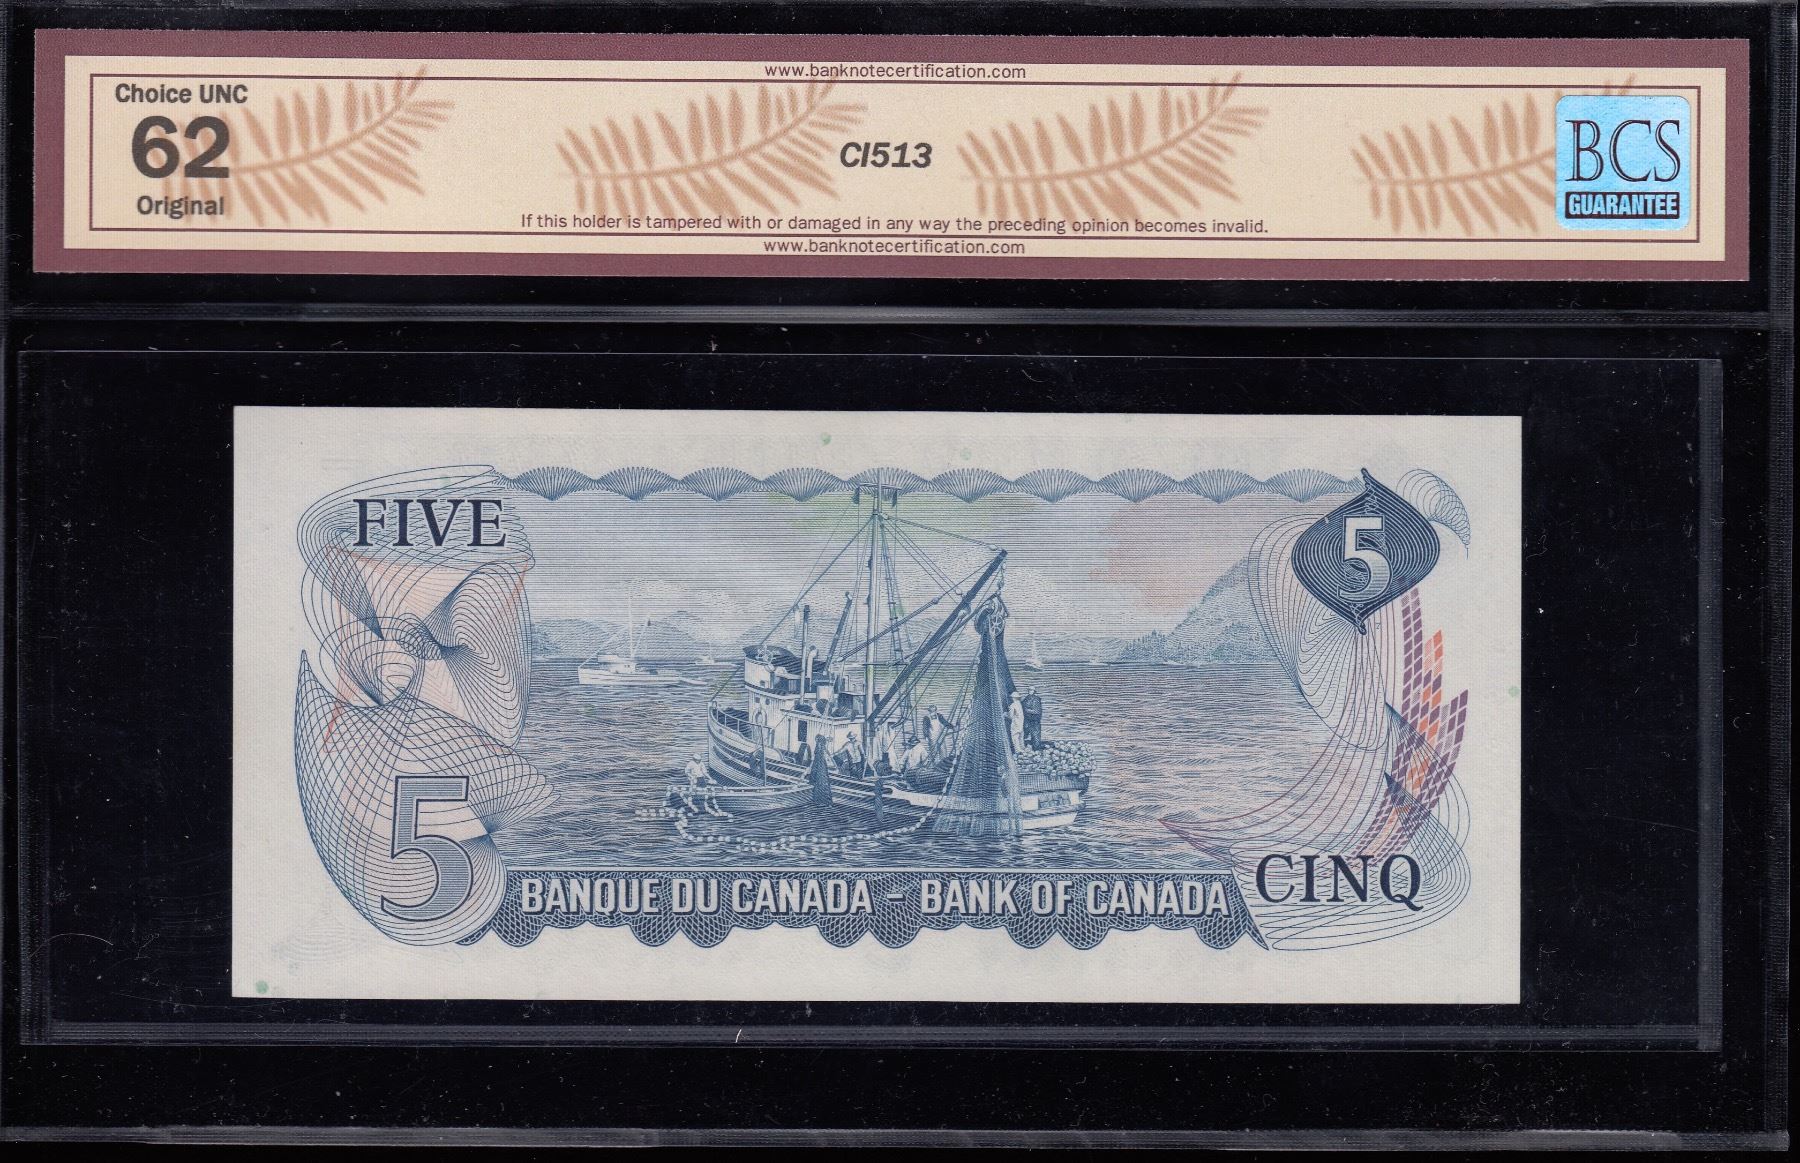 www.banknotecertification.com
Choice UNC
62
Original
CI513
BCS
GUARANTEE
If this holder is tampered with or damaged in any way the preceding opinion becomes invalid.
www.banknotecertification.com
FIVE
5
5
CINQ
BANQUE DU CANADA – BANK OF CANADA